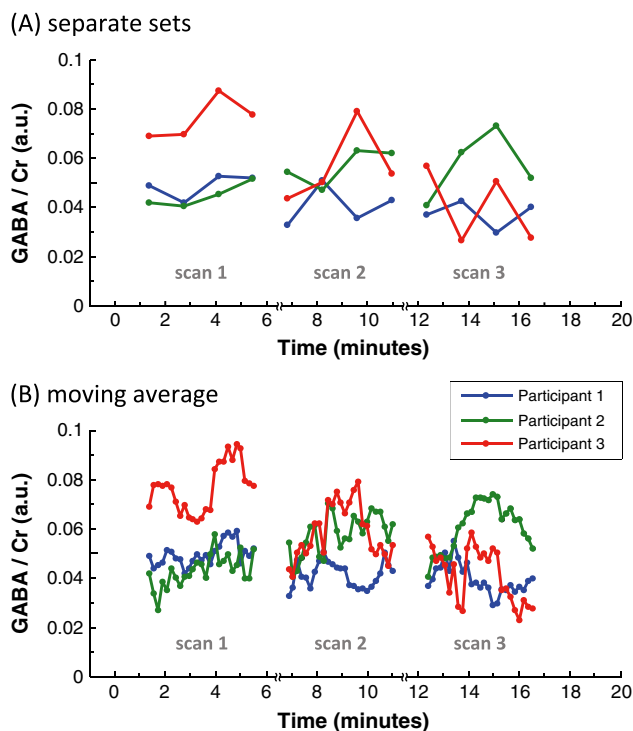 (A) separate sets
0.1
0.08
0.06
0.04
0.02
0
GABA / Cr (a.u.)
scan 1 scan 2 scan 3
0 2 4 6 8 10 12 14 16 20
Time (minutes)
(B) moving average
Participant 1
Participant 2
Participant 3
0.1
0.08
0.06
0.04
0.02
0
GABA / Cr (a.u.)
scan 1 scan 2 scan 3
0 2 4 6 8 10 12 14 16 20
Time (minutes)